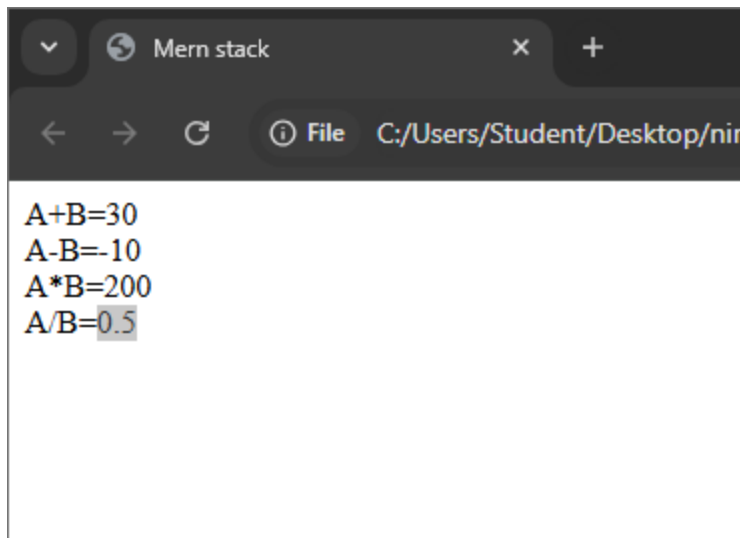 Mern stack
File C:/Users/Student/Desktop/nir
A+B=30
A-B=-10
A*B=200
A/B=0.5